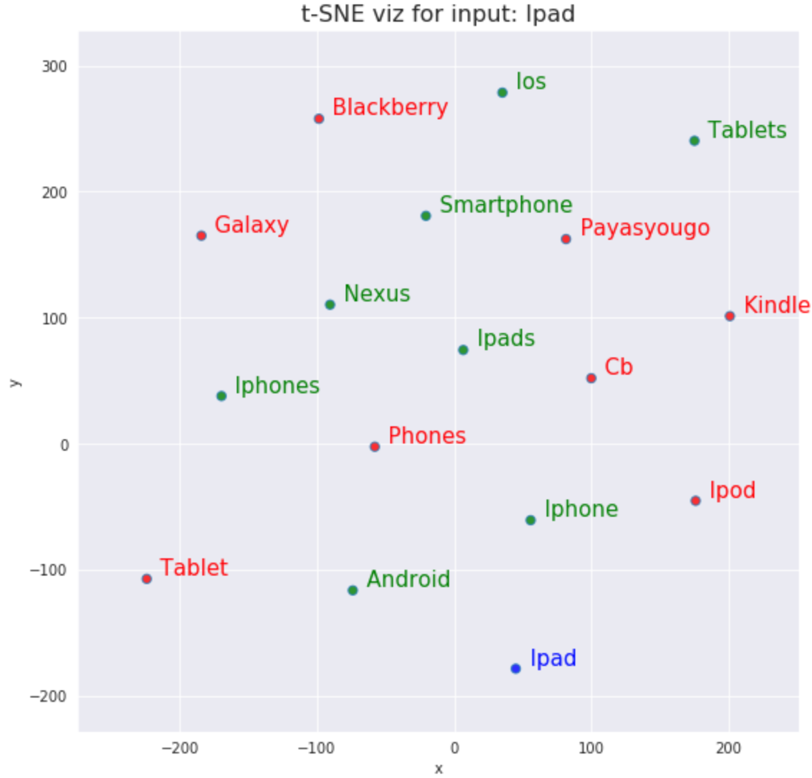 t-SNE viz for input: Ipad
300
Ios
Blackberry
Tablets
200
Smartphone
Galaxy
Payasyougo
Nexus
Kindle
100
Ipads
Cb
y
Iphones
Phones
0
Ipod
Iphone
Tablet
−100
Android
Ipad
−200
−200 −100 0 100 200
x